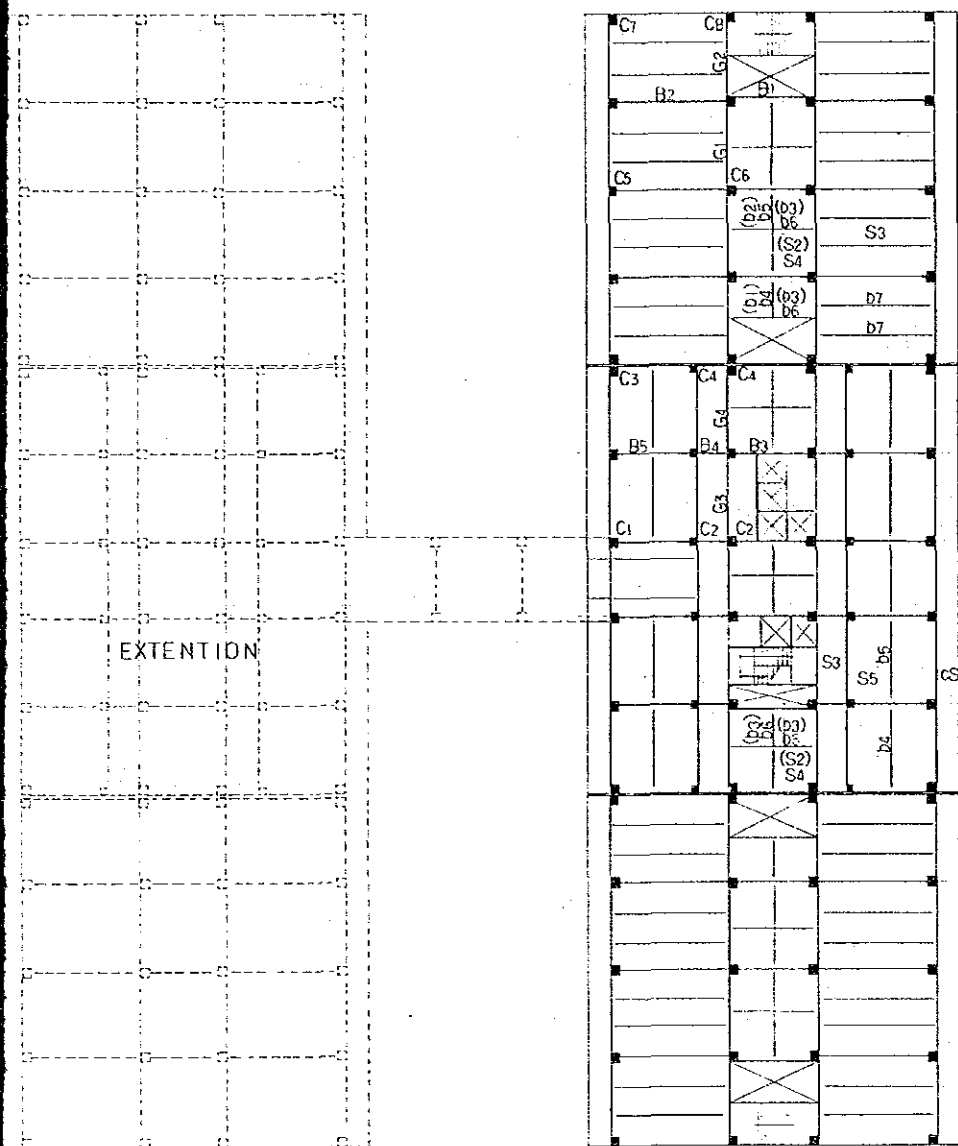 C7 C8
G2
B2 B1
G1
C5 C6
(b2) b5 (b3) b6
S3
(S2)
S4
(b1) b4 (b3) b6
b7
b7
C3 C4 C4
G4
B5 B4 B3
G3
C1 C2 C2
EXTENTION
S3 b5
S5 CS
(b3) b6 (b3)
(S2)
S4
b4